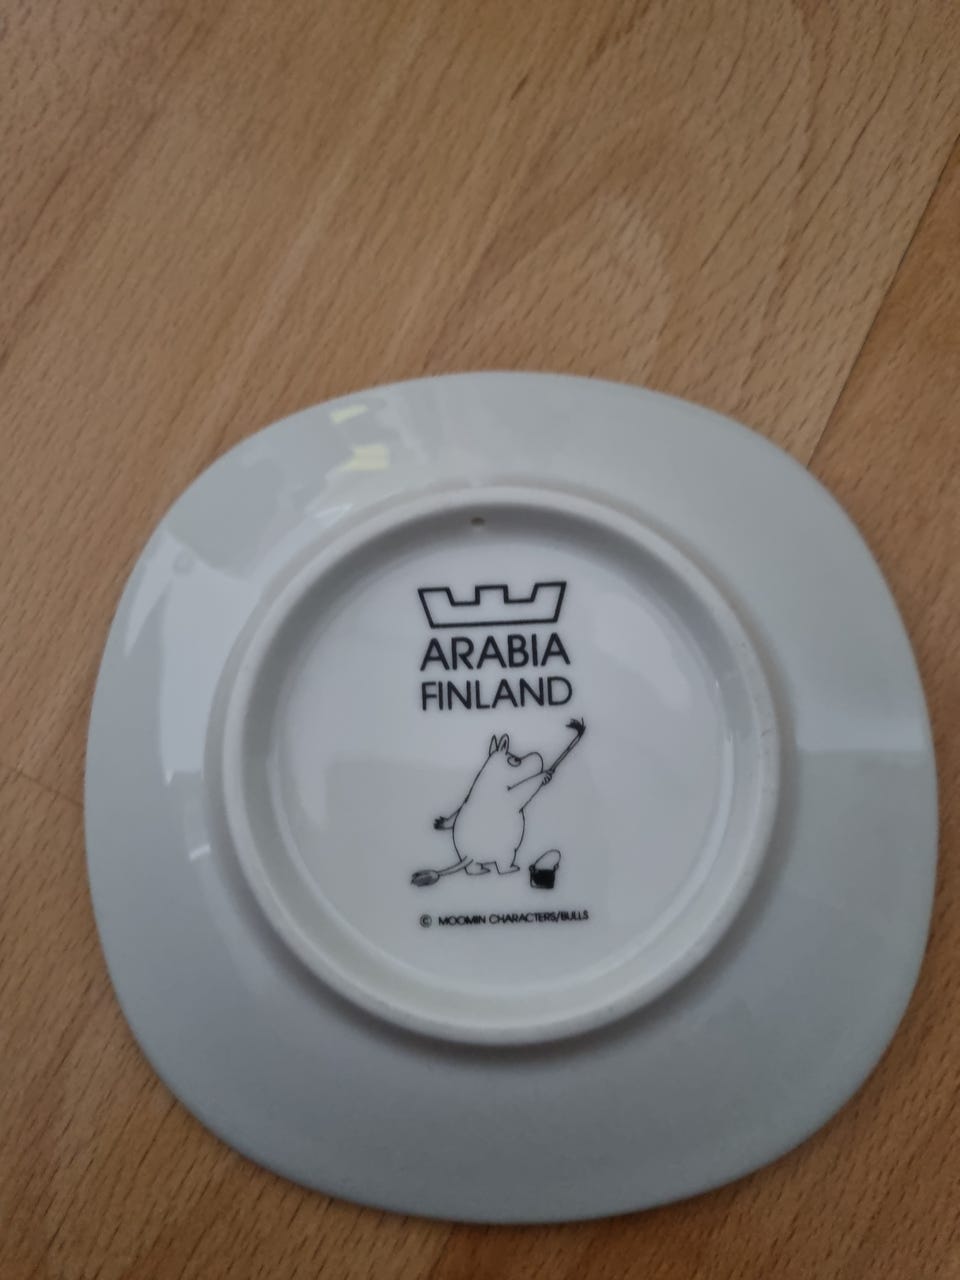 ARABIA
FINLAND
© MOOMIN CHARACTERS/BULLS